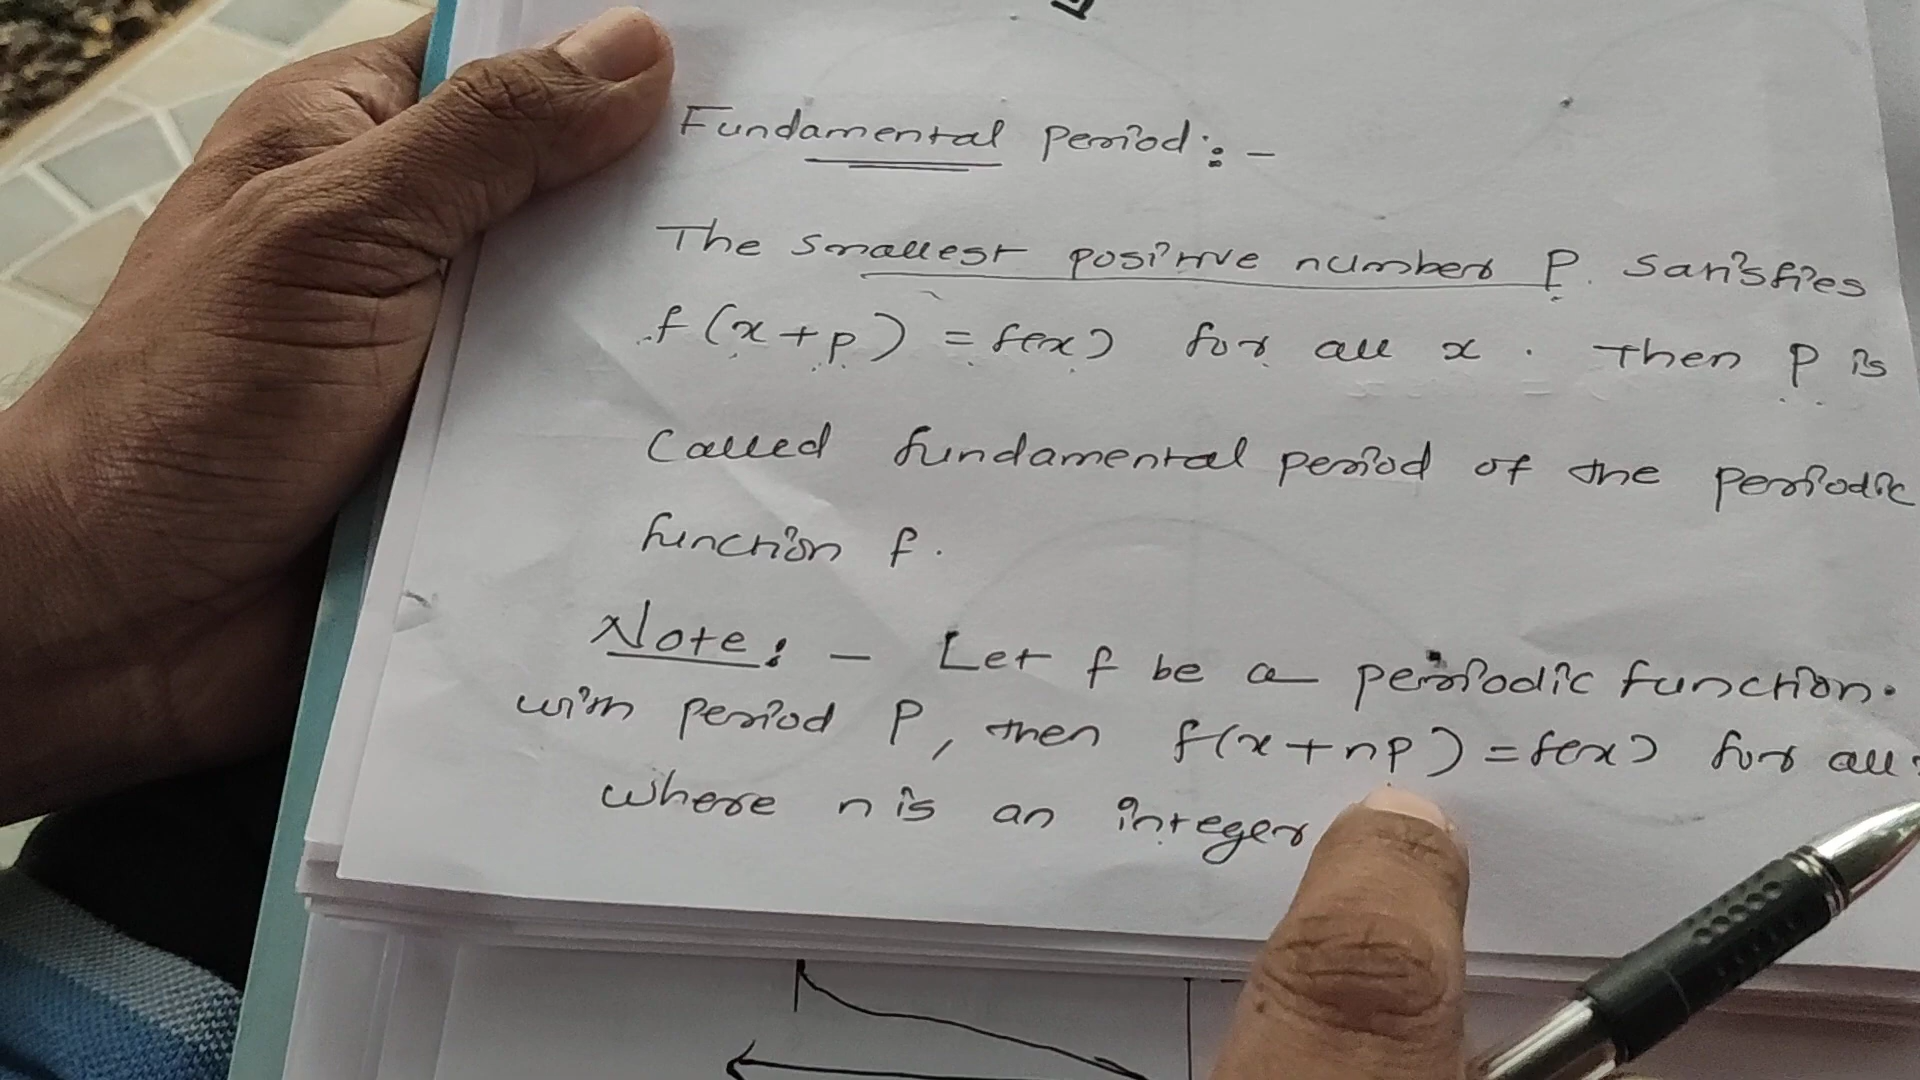 Fundamental period:-
The smallest positive number P. satisfies
f(x+p) = f(x) for all x. Then P is
Called fundamental period of the periodic
function f.
Note:- Let f be a periodic function.
with period P, then f(x+np) = f(x) for all
where n is an integer